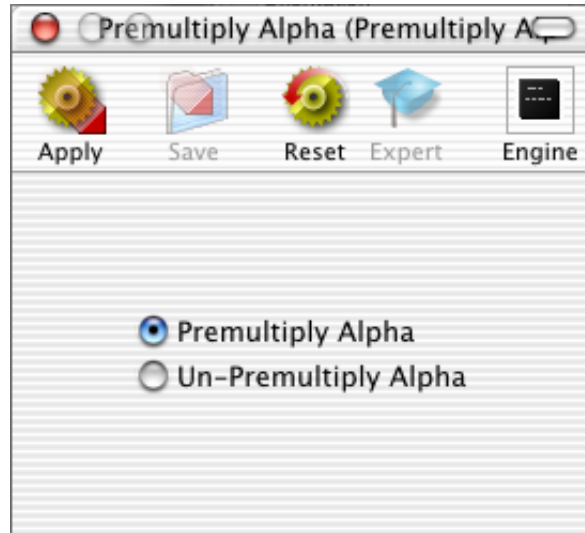 Premultiply Alpha (Premultiply A
Apply Save Reset Expert Engine
Premultiply Alpha
Un-Premultiply Alpha